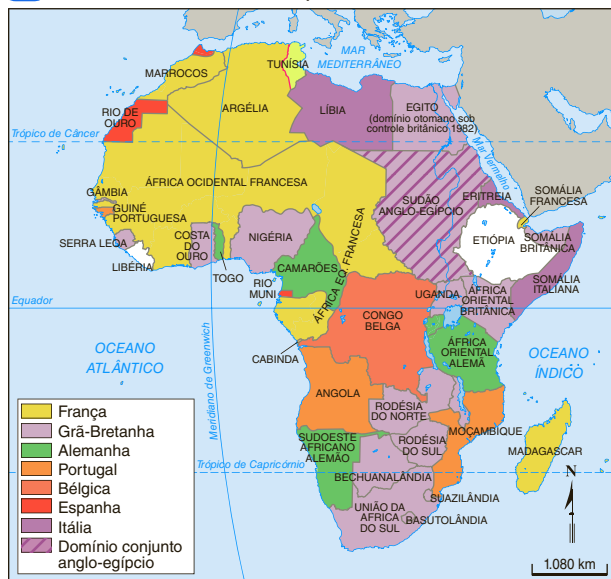 MAR
MEDITERRÂNEO
TUNÍSIA
MARROCOS
ARGÉLIA
LÍBIA
EGITO
(domínio otomano sob
controle britânico 1982)
RIO DE
OURO
Trópico de Câncer
Mar Vermelho
ÁFRICA OCIDENTAL FRANCESA
SUDÃO
ANGLO-EGÍPCIO
ERITREIA
SOMÁLIA
FRANCESA
GÂMBIA
GUINÉ
PORTUGUESA
SERRA LEOA
LIBÉRIA
COSTA
DO
OURO
TOGO
NIGÉRIA
CAMARÕES
ÁFRICA EQ. FRANCESA
ETIÓPIA
SOMÁLIA
BRITÂNICA
SOMÁLIA
ITALIANA
RIO
MUNI
Equador
UGANDA
ÁFRICA
ORIENTAL
BRITÂNICA
CONGO
BELGA
CABINDA
ÁFRICA
ORIENTAL
ALEMÃ
OCEANO
ATLÂNTICO
OCEANO
ÍNDICO
Meridiano de Greenwich
ANGOLA
RODÉSIA
DO NORTE
MOÇAMBIQUE
SUDOESTE
AFRICANO
ALEMÃO
RODÉSIA
DO SUL
MADAGASCAR
Trópico de Capricórnio
BECHUANALÂNDIA
SUAZILÂNDIA
UNIÃO DA
ÁFRICA
DO SUL
BASUTOLÂNDIA
N
1.080 km
França
Grã-Bretanha
Alemanha
Portugal
Bélgica
Espanha
Itália
Domínio conjunto
anglo-egípcio